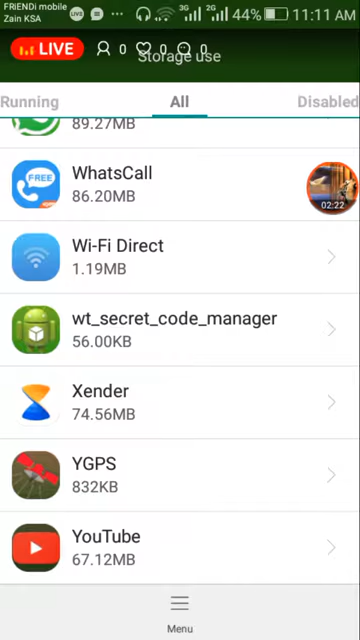 FRiENDi mobile
Zain KSA
3G
2G
44%
11:11 AM
LIVE
0
0
0
Storage use
Running
All
Disabled
89.27MB
FREE
WhatsCall
86.20MB
02:22
Wi-Fi Direct
1.19MB
wt_secret_code_manager
56.00KB
Xender
74.56MB
YGPS
832KB
YouTube
67.12MB
Menu